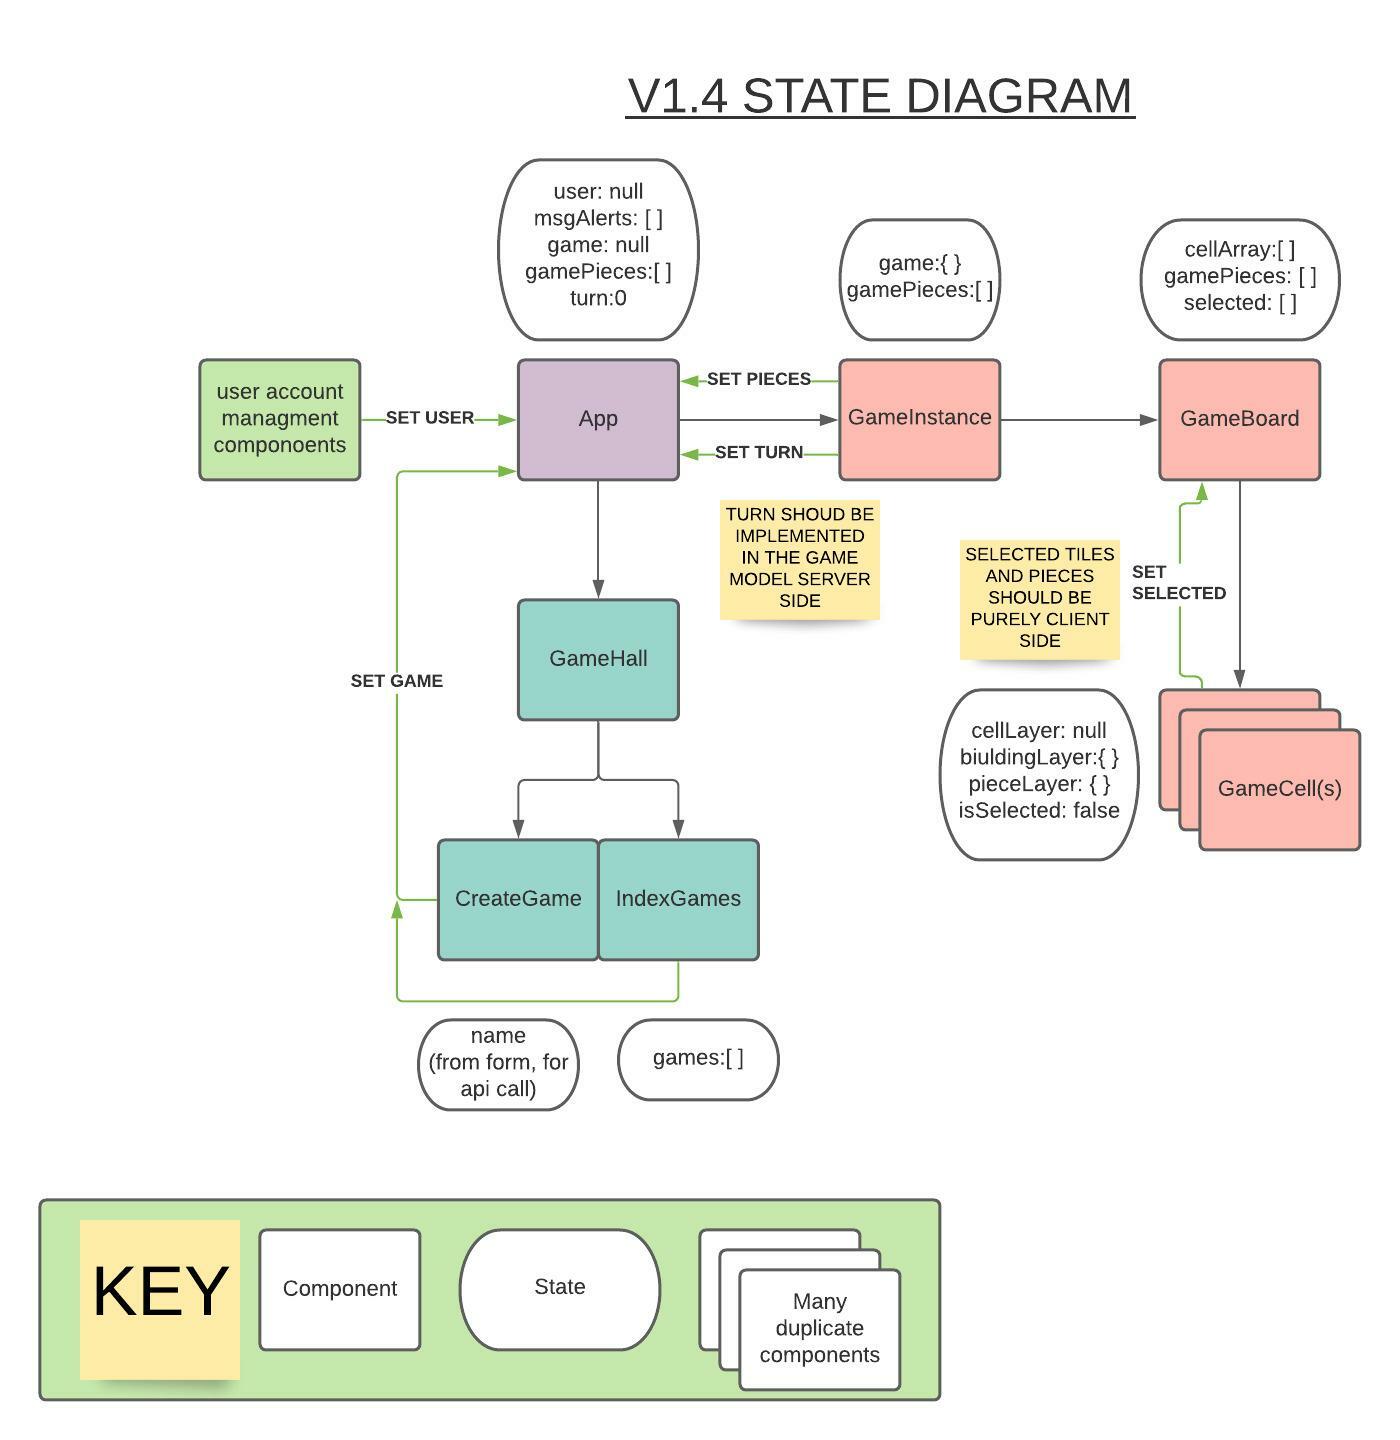 V1.4 STATE DIAGRAM
user: null
msgAlerts: [ ]
game: null
gamePieces:[ ]
turn:0
game:{ }
gamePieces:[ ]
cellArray:[ ]
gamePieces: [ ]
selected: [ ]
user account
managment
componoents
SET USER
App
SET PIECES
SET TURN
GameInstance
GameBoard
TURN SHOUD BE
IMPLEMENTED
IN THE GAME
MODEL SERVER
SIDE
SELECTED TILES
AND PIECES
SHOULD BE
PURELY CLIENT
SIDE
SET
SELECTED
GameHall
SET GAME
cellLayer: null
biuldingLayer:{ }
pieceLayer: { }
isSelected: false
GameCell(s)
CreateGame
IndexGames
name
(from form, for
api call)
games:[ ]
KEY
Component
State
Many
duplicate
components